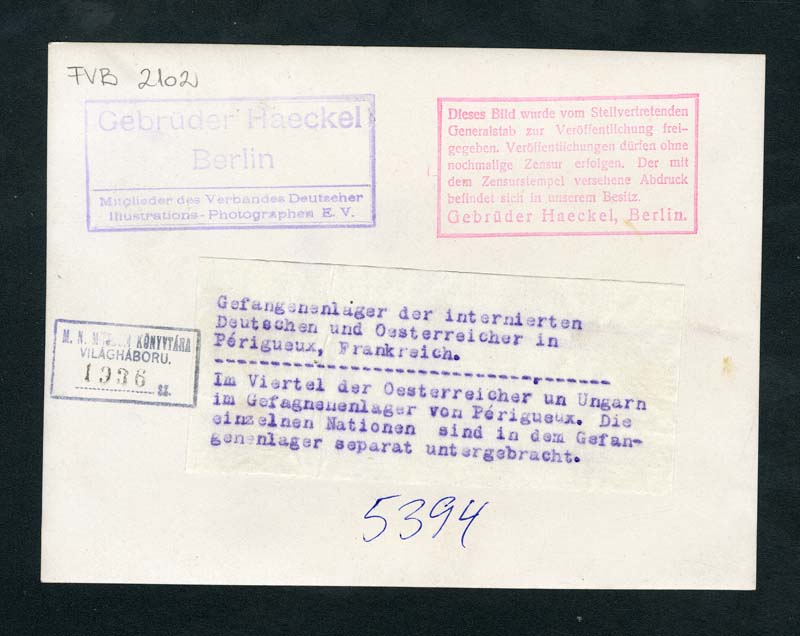 FVB 2102
Gebrüder Haeckel
Berlin
Mitglieder des Verbandes Deutscher
Illustrations-Photographen E. V.
Dieses Bild wurde vom Stellvertretenden
Generalstab zur Veröffentlichung frei-
gegeben. Veröffentlichungen dürfen ohne
nochmalige Zensur erfolgen. Der mit
dem Zensurstempel versehene Abdruck
befindet sich in unserem Besitz.
Gebrüder Haeckel, Berlin.
Gefangenenlager der internierten
Deutschen und Oesterreicher in
Périgueux, Frankreich.
Im Viertel der Oesterreicher un Ungarn
im Gefagnenenlager von Périgueux. Die
einzelnen Nationen sind in dem Gefan-
genenlager separat untergebracht.
M. N. KÖNYVTÁRA
VILÁGHÁBORU.
1936
sz.
5394